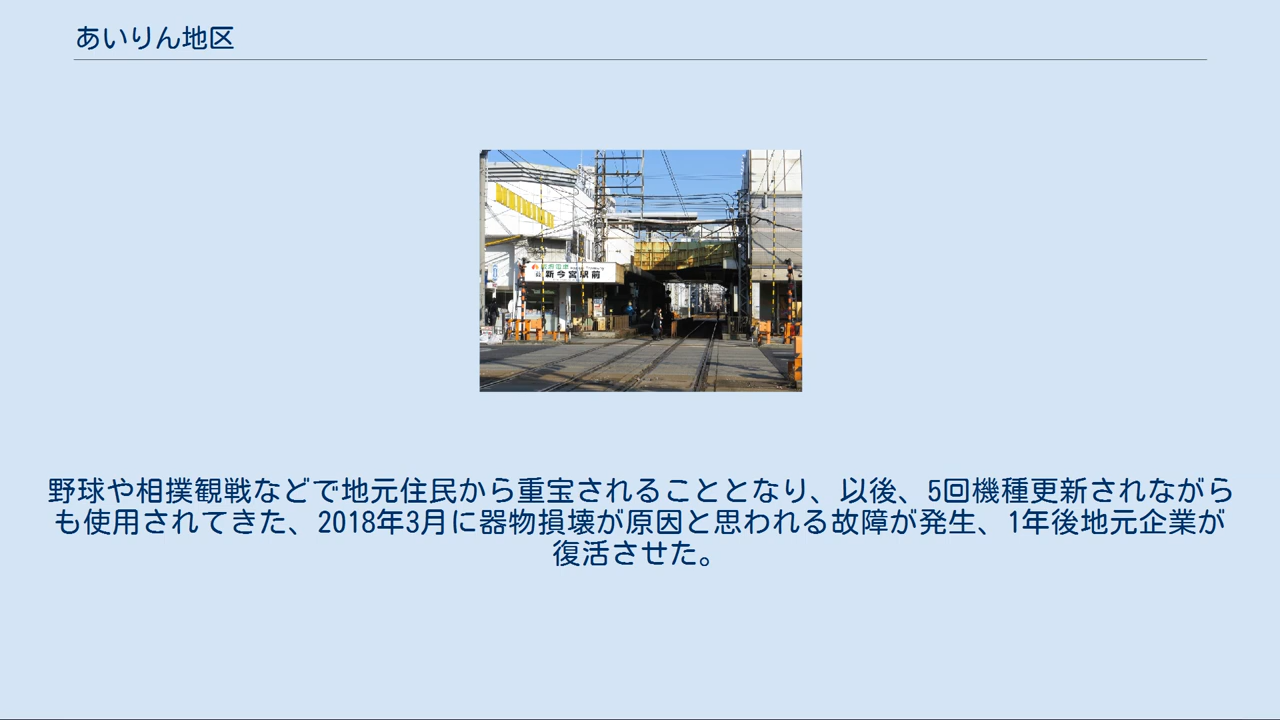 あいりん地区
新今宮駅前
野球や相撲観戦などで地元住民から重宝されることとなり、以後、5回機種更新されながら
も使用されてきた、2018年3月に器物損壊が原因と思われる故障が発生、1年後地元企業が
復活させた。